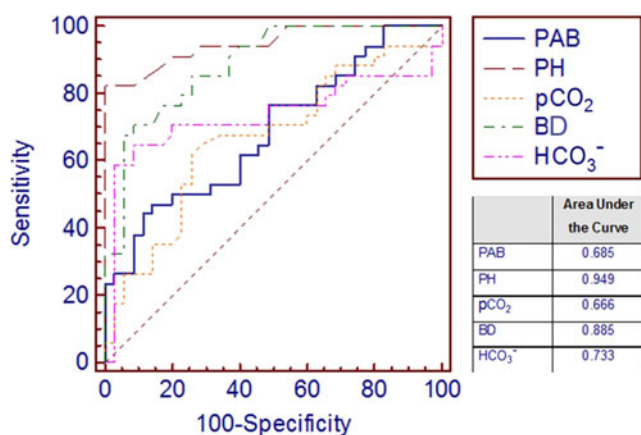 100
80
60
40
20
0
Sensitivity
0 20 40 60 80 100
100-Specificity
PAB
PH
pCO₂
BD
HCO₃⁻
Area Under
the Curve
PAB 0.685
PH 0.949
pCO₂ 0.666
BD 0.885
HCO₃⁻ 0.733